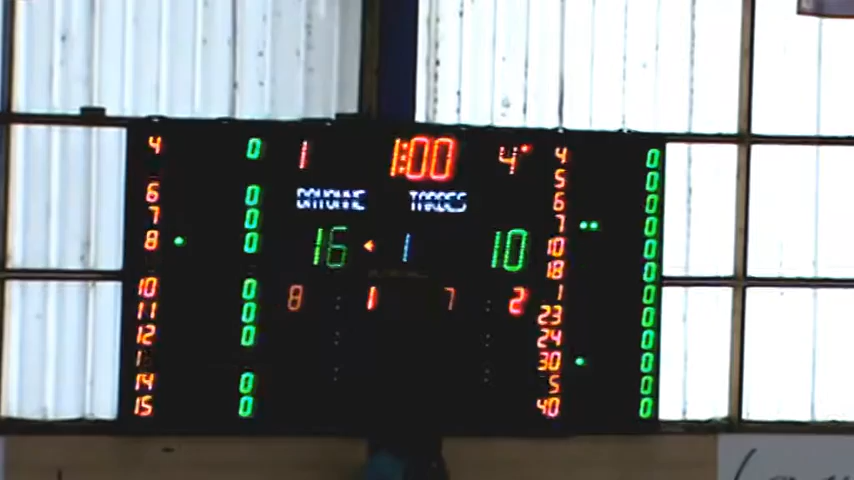 4 0 1 1:00 4 4 0
5 0
6 0 BAYONNE TARBES 6 0
7 0 7 0
8 0 16 1 10 10 0
18 0
10 0 8 1 7 2 1 0
11 0 23 0
12 0 24 0
30 0
14 0 5 0
15 0 40 0